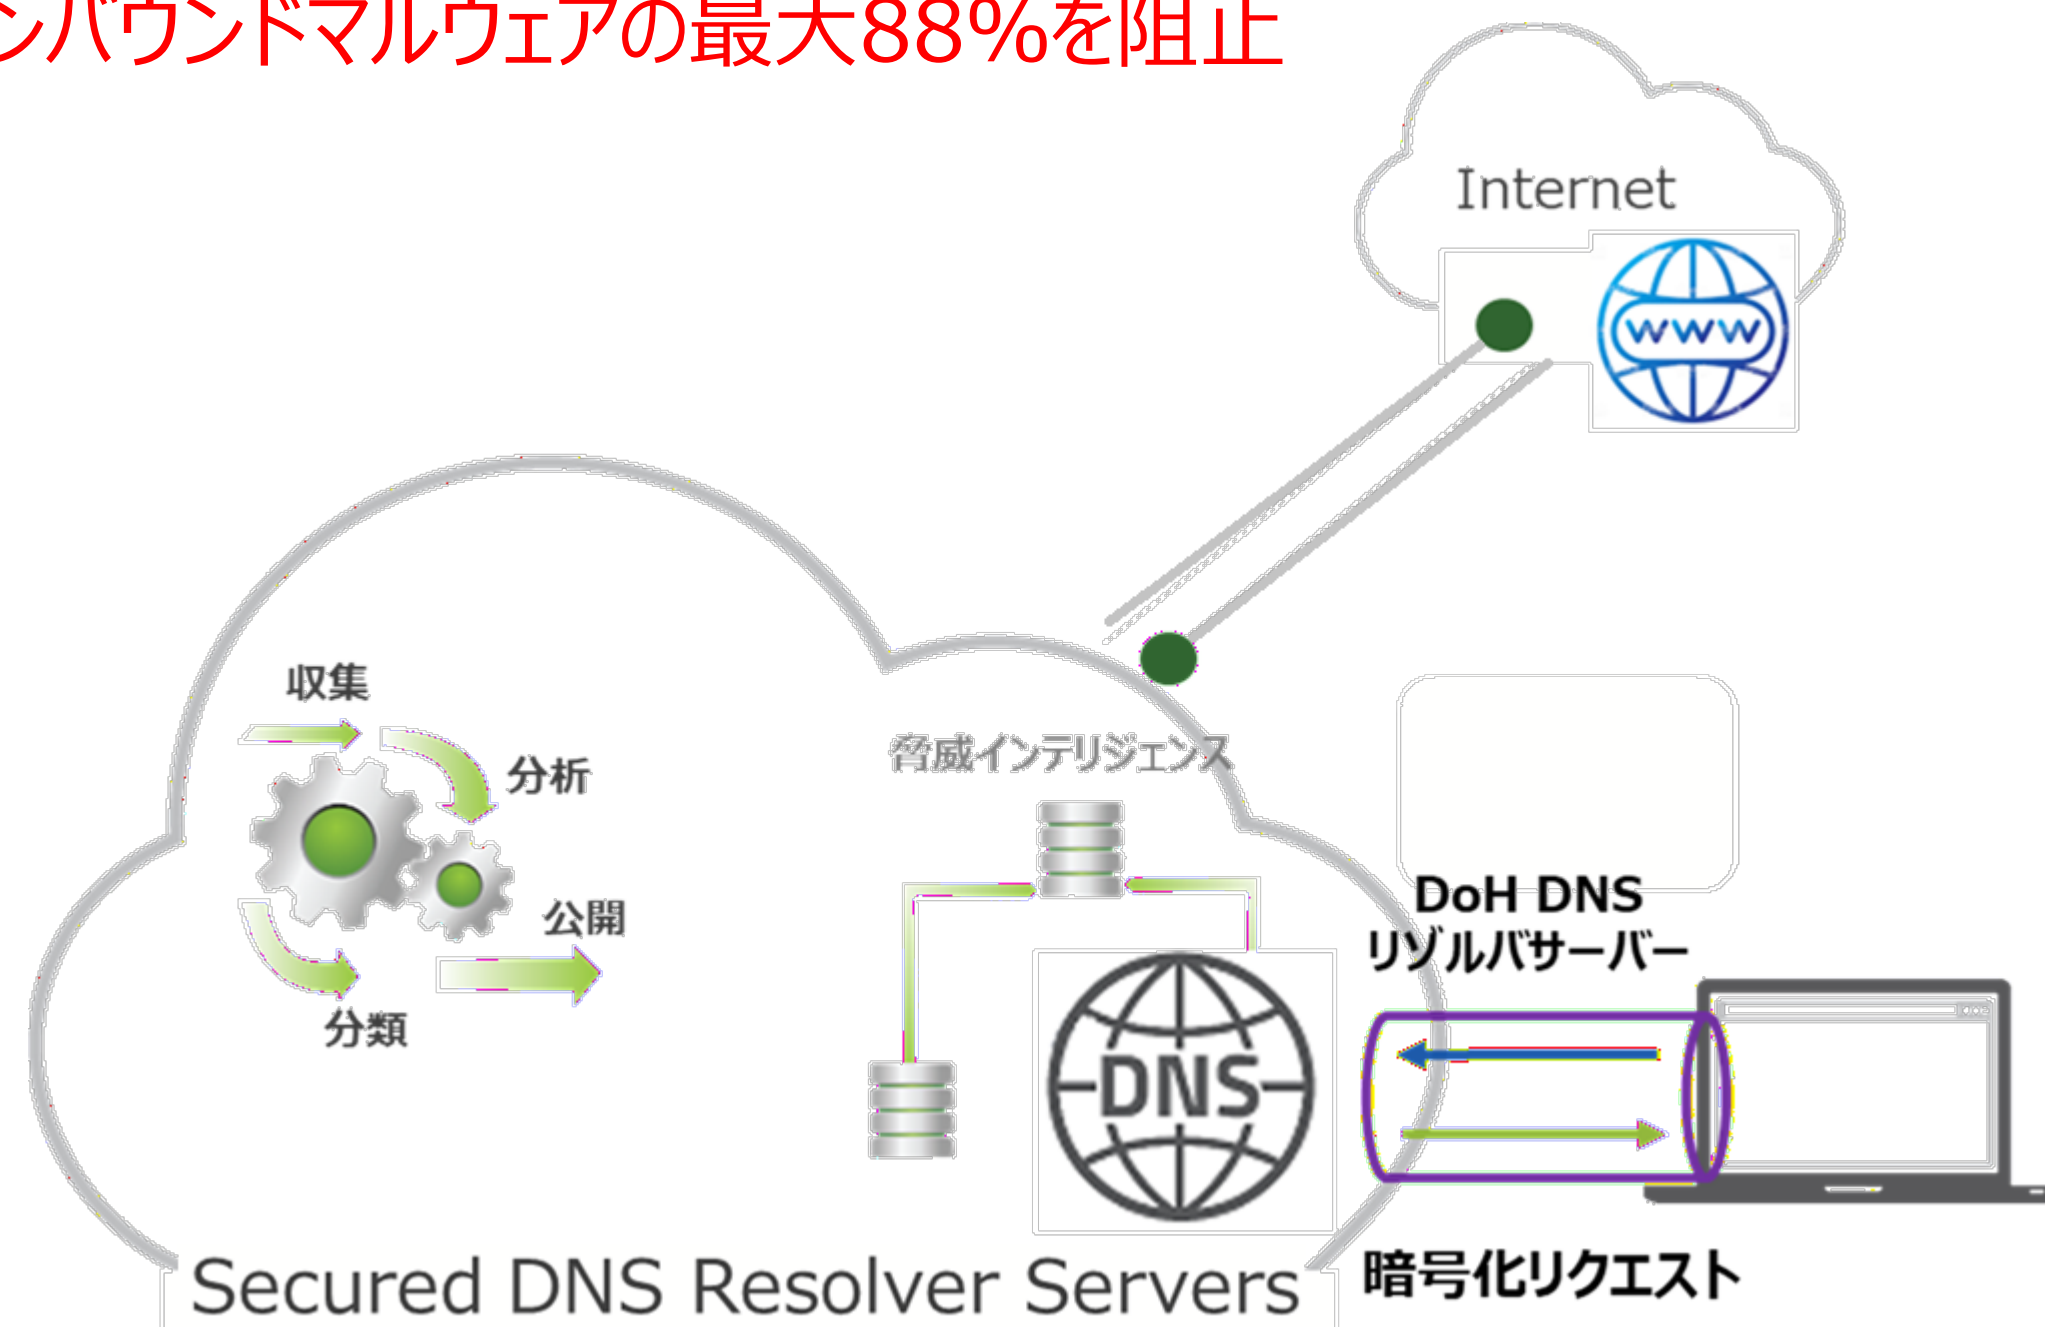 ンバウンドマルウェアの最大88%を阻止
Internet
www
収集
分析
脅威インテリジェンス
公開
分類
DoH DNS
リゾルバサーバー
DNS
暗号化リクエスト
Secured DNS Resolver Servers